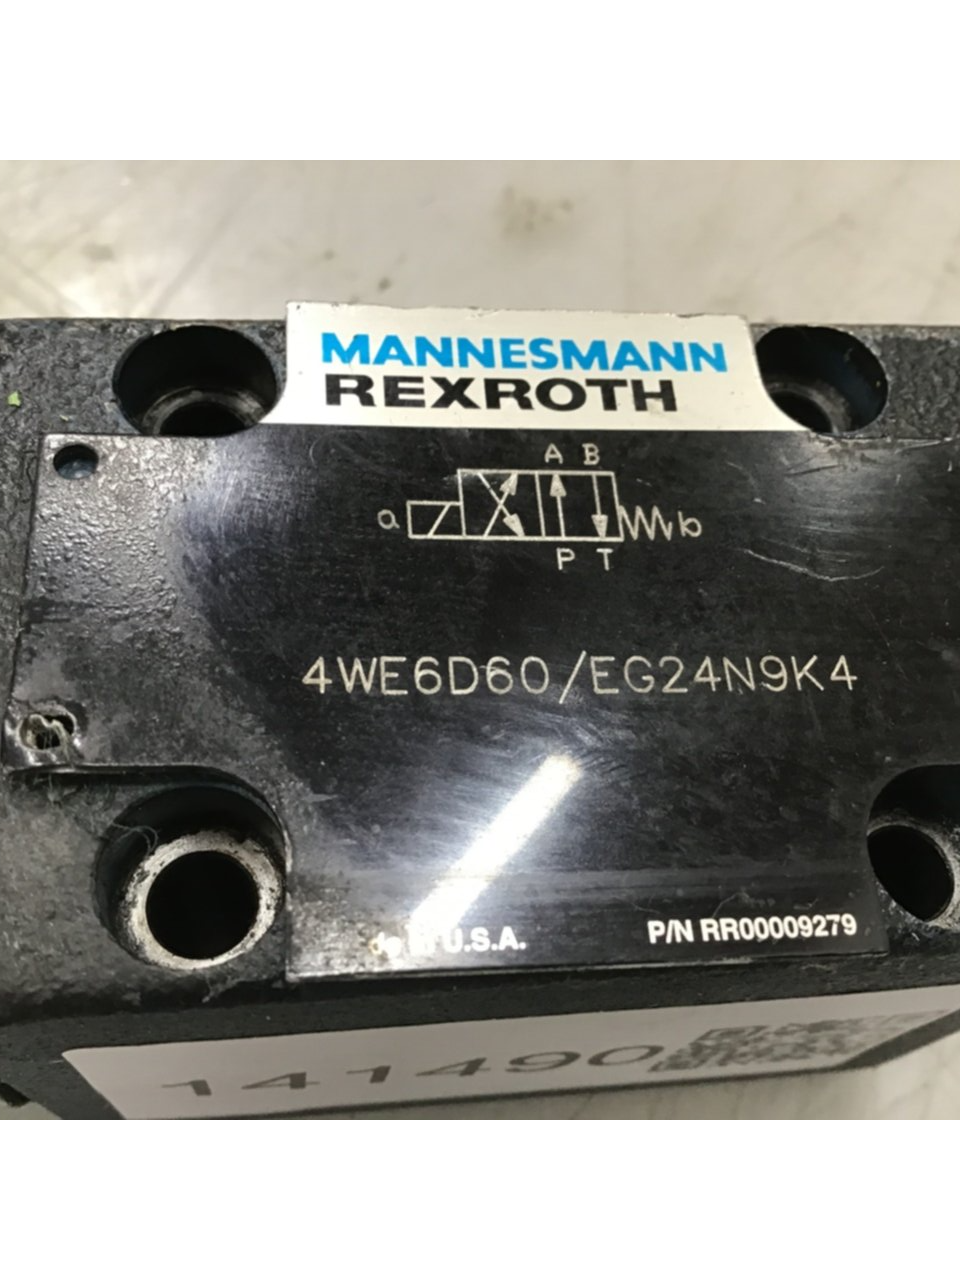 MANNESMANN
REXROTH
A B
a b
P T
4WE6D60/EG24N9K4
U.S.A. P/N RR00009279
141490